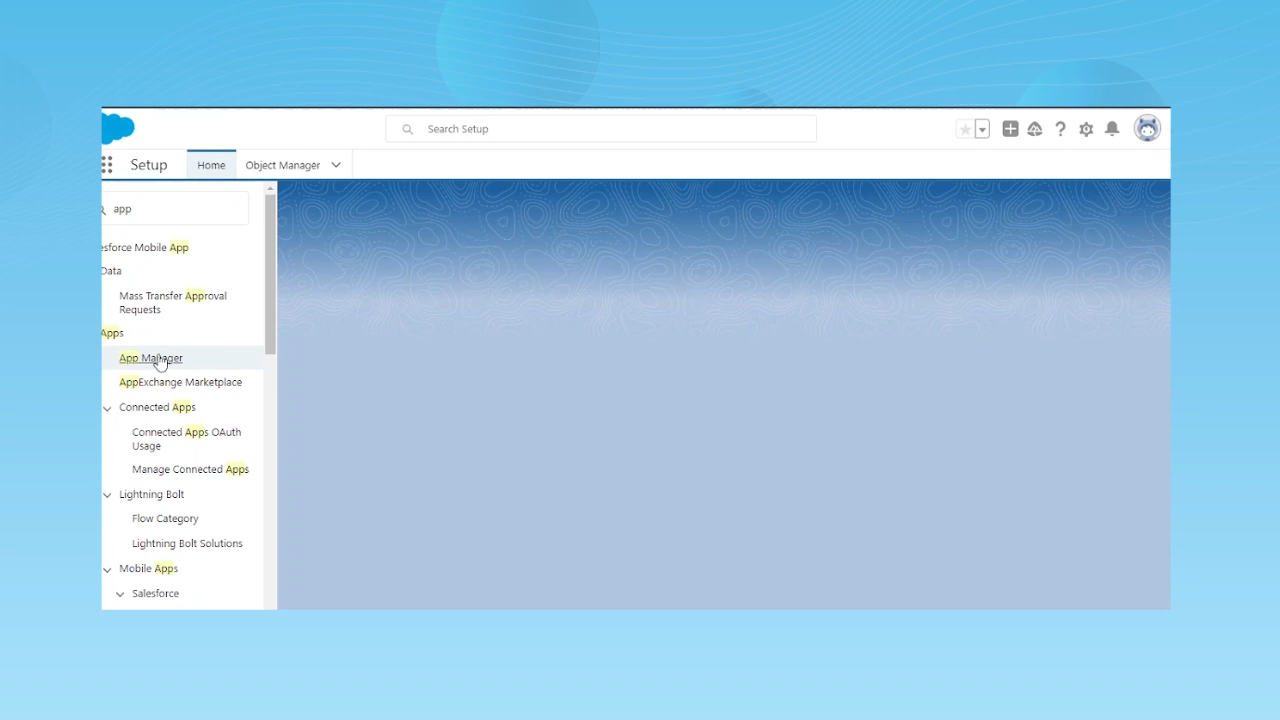 Search Setup
Setup
Home
Object Manager
app
esforce Mobile App
Data
Mass Transfer Approval
Requests
Apps
App Manager
AppExchange Marketplace
Connected Apps
Connected Apps OAuth
Usage
Manage Connected Apps
Lightning Bolt
Flow Category
Lightning Bolt Solutions
Mobile Apps
Salesforce